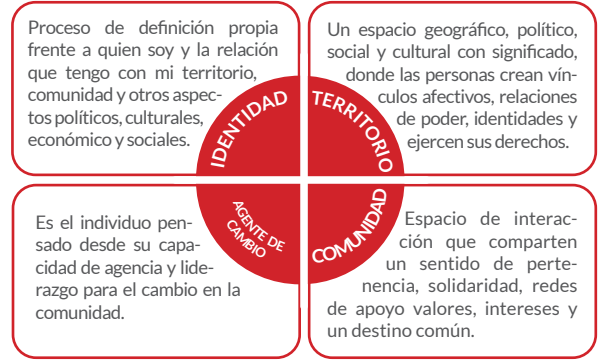 Proceso de definición propia
frente a quien soy y la relación
que tengo con mi territorio,
comunidad y otros aspec-
tos políticos, culturales,
económico y sociales.
IDENTIDAD
Un espacio geográfico, político,
social y cultural con significado,
donde las personas crean vín-
culos afectivos, relaciones
de poder, identidades y
ejercen sus derechos.
TERRITORIO
Es el individuo pen-
sado desde su capa-
cidad de agencia y lide-
razgo para el cambio en la
comunidad.
AGENTE DE
CAMBIO
Espacio de interac-
ción que comparten
un sentido de perte-
nencia, solidaridad, redes
de apoyo valores, intereses y
un destino común.
COMUNIDAD